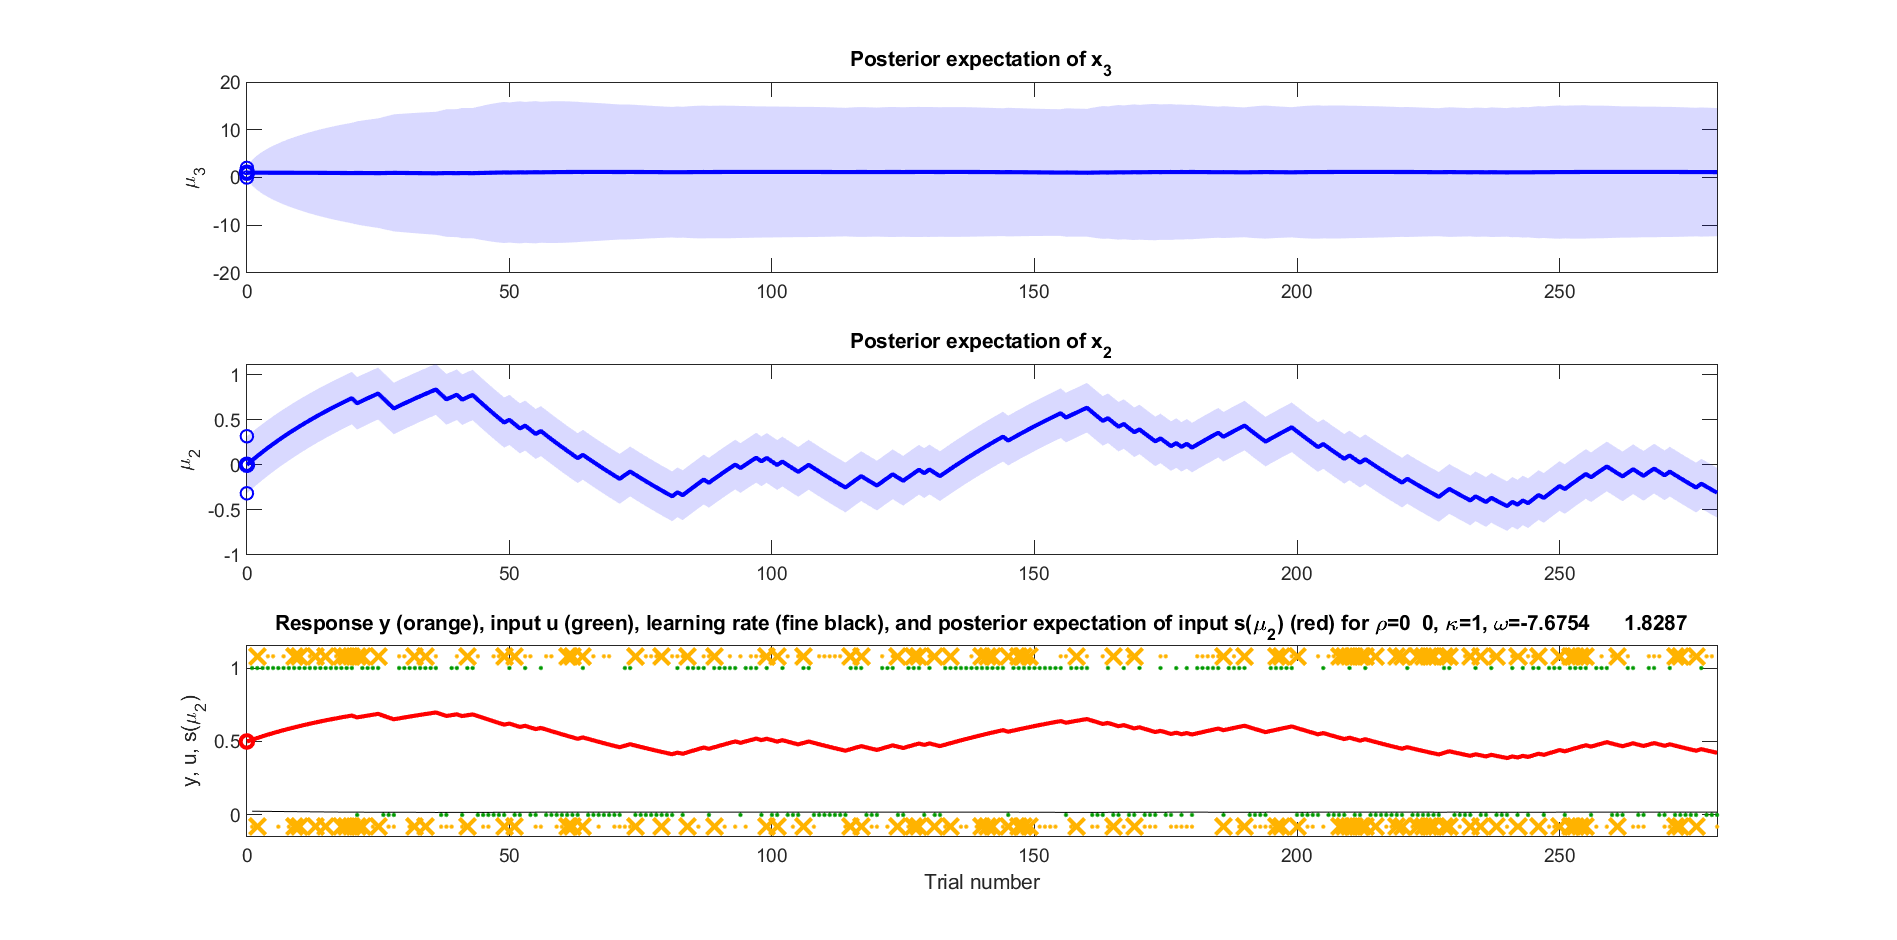 Posterior expectation of x₃
20
10
0
-10
-20
μ₃
0 50 100 150 200 250
Posterior expectation of x₂
1
0.5
0
-0.5
-1
μ₂
0 50 100 150 200 250
Response y (orange), input u (green), learning rate (fine black), and posterior expectation of input s(μ₂) (red) for ρ=0 0, κ=1, ω=-7.6754 1.8287
1
0.5
0
y, u, s(μ₂)
0 50 100 150 200 250
Trial number